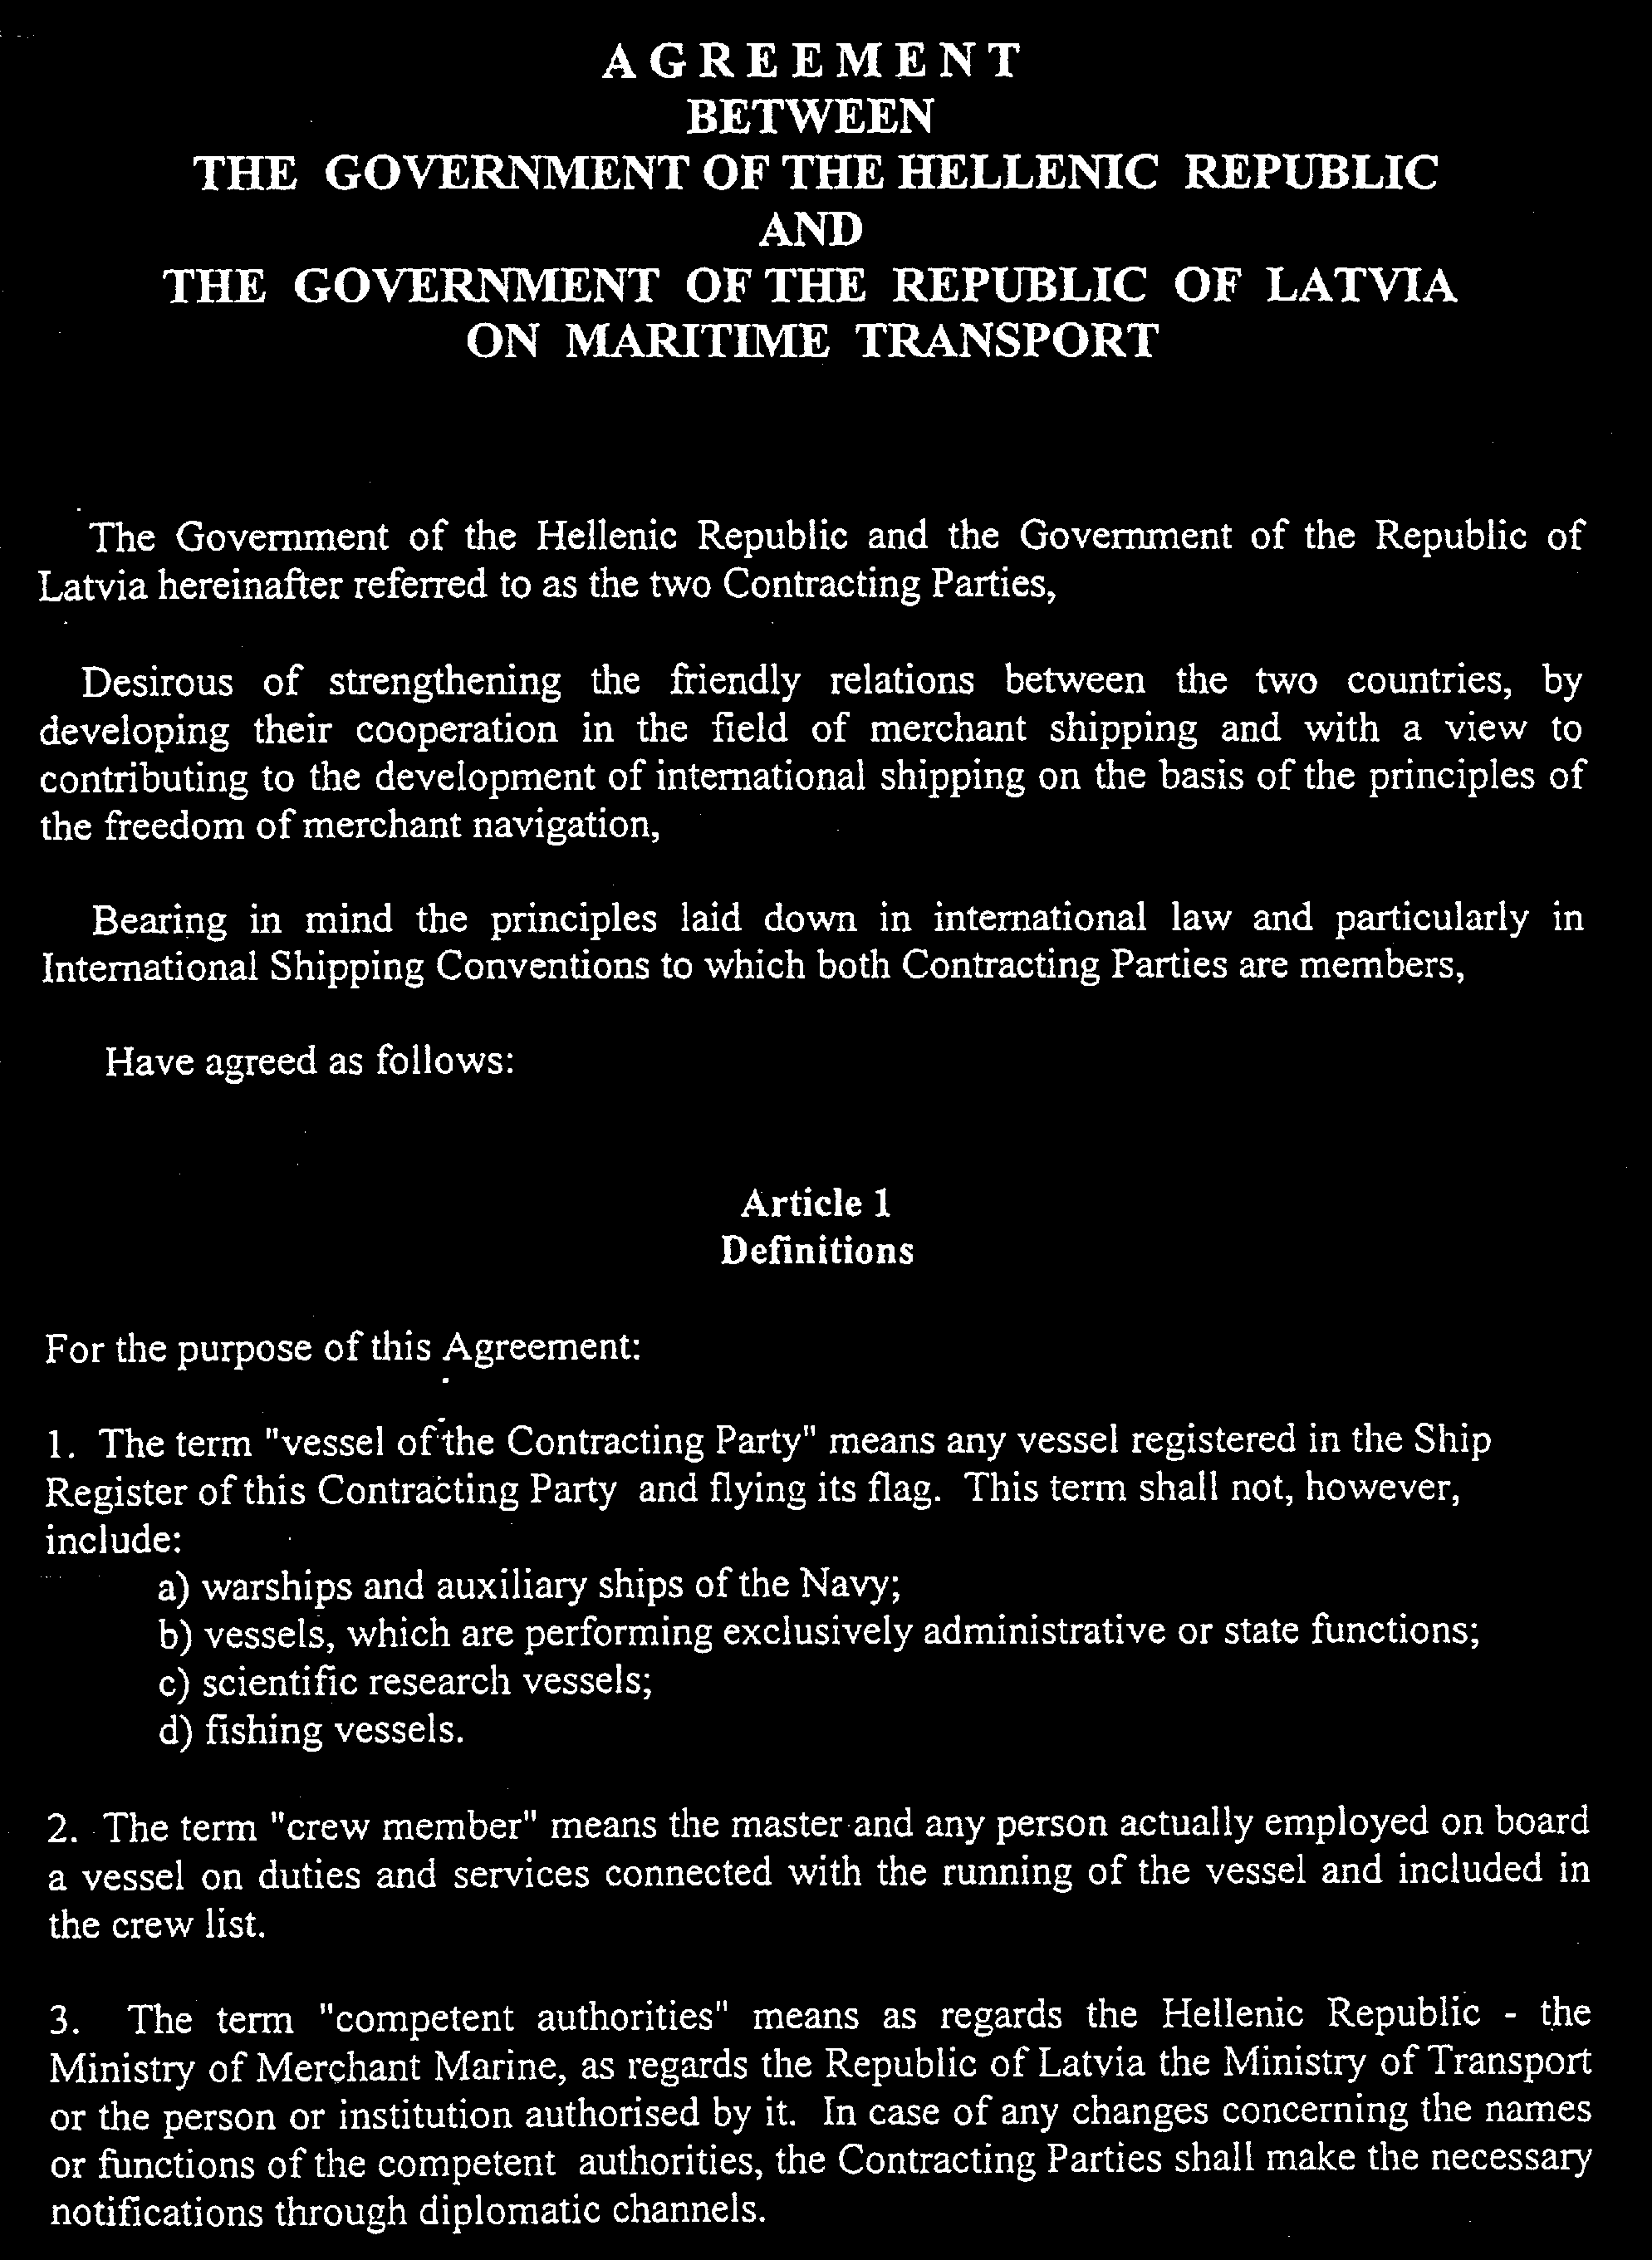 AGREEMENT
BETWEEN
THE GOVERNMENT OF THE HELLENIC REPUBLIC
AND
THE GOVERNMENT OF THE REPUBLIC OF LATVIA
ON MARITIME TRANSPORT
The Government of the Hellenic Republic and the Government of the Republic of
Latvia hereinafter referred to as the two Contracting Parties,
Desirous of strengthening the friendly relations between the two countries, by
developing their cooperation in the field of merchant shipping and with a view to
contributing to the development of international shipping on the basis of the principles of
the freedom of merchant navigation,
Bearing in mind the principles laid down in international law and particularly in
International Shipping Conventions to which both Contracting Parties are members,
Have agreed as follows:
Article 1
Definitions
For the purpose of this Agreement:
1. The term "vessel of the Contracting Party" means any vessel registered in the Ship
Register of this Contracting Party and flying its flag. This term shall not, however,
include:
a) warships and auxiliary ships of the Navy;
b) vessels, which are performing exclusively administrative or state functions;
c) scientific research vessels;
d) fishing vessels.
2. The term "crew member" means the master and any person actually employed on board
a vessel on duties and services connected with the running of the vessel and included in
the crew list.
3. The term "competent authorities" means as regards the Hellenic Republic - the
Ministry of Merchant Marine, as regards the Republic of Latvia the Ministry of Transport
or the person or institution authorised by it. In case of any changes concerning the names
or functions of the competent authorities, the Contracting Parties shall make the necessary
notifications through diplomatic channels.